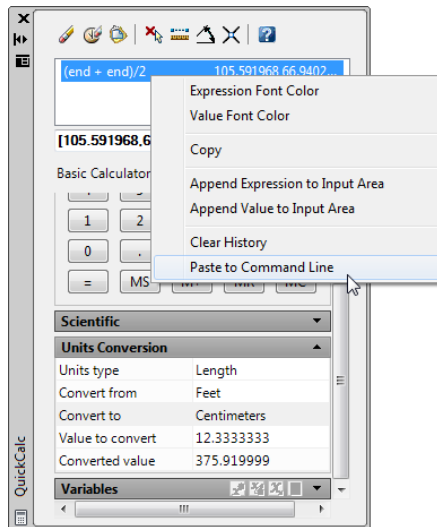 (end + end)/2 105.591968,66.9402...
Expression Font Color
Value Font Color
[105.591968,6
Copy
Basic Calculator
Append Expression to Input Area
Append Value to Input Area
1 2
Clear History
0 .
Paste to Command Line
= MS M+ MR MC
Scientific
Units Conversion
Units type Length
Convert from Feet
Convert to Centimeters
Value to convert 12.3333333
Converted value 375.919999
Variables
QuickCalc